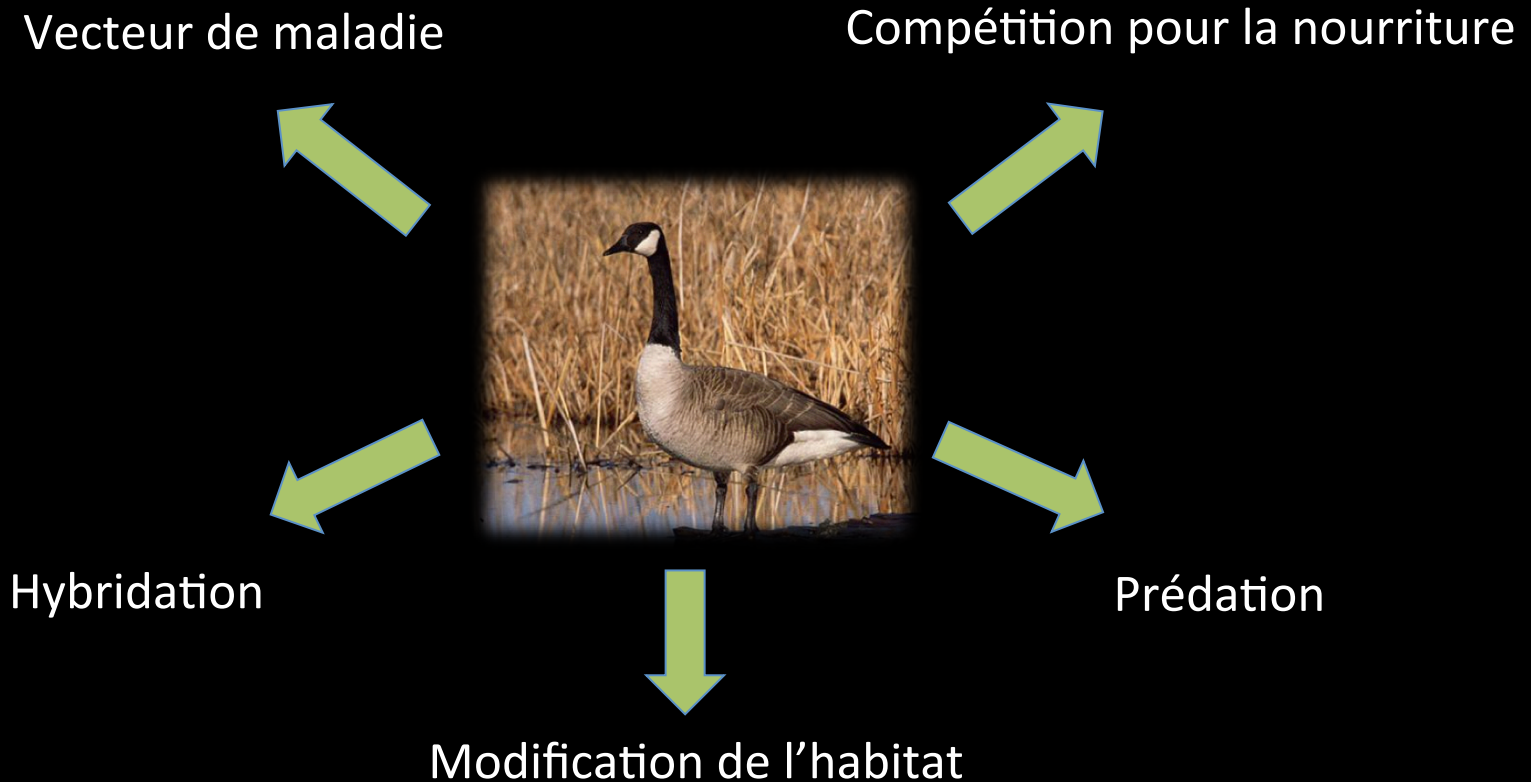 Vecteur de maladie
Compétition pour la nourriture
Hybridation
Prédation
Modification de l’habitat